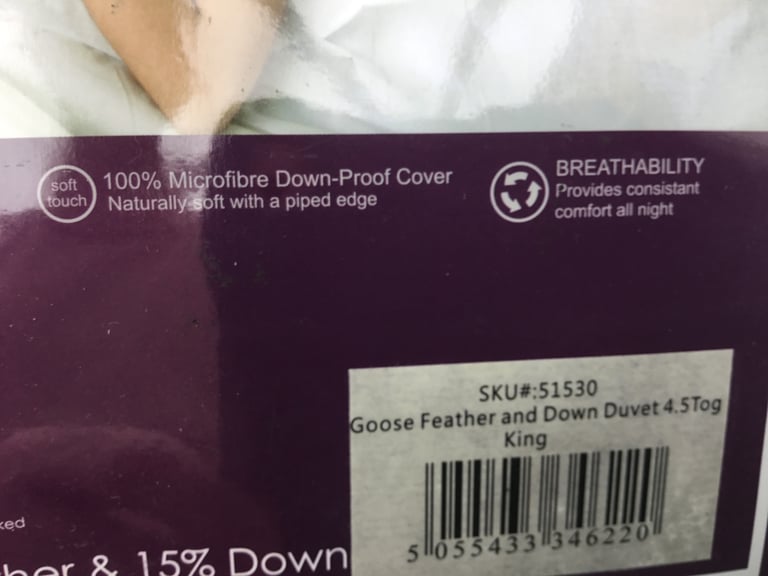 soft
touch
100% Microfibre Down-Proof Cover
Naturally soft with a piped edge
BREATHABILITY
Provides consistant
comfort all night
SKU#:51530
Goose Feather and Down Duvet 4.5Tog
King
5 055433 346220
& 15% Down